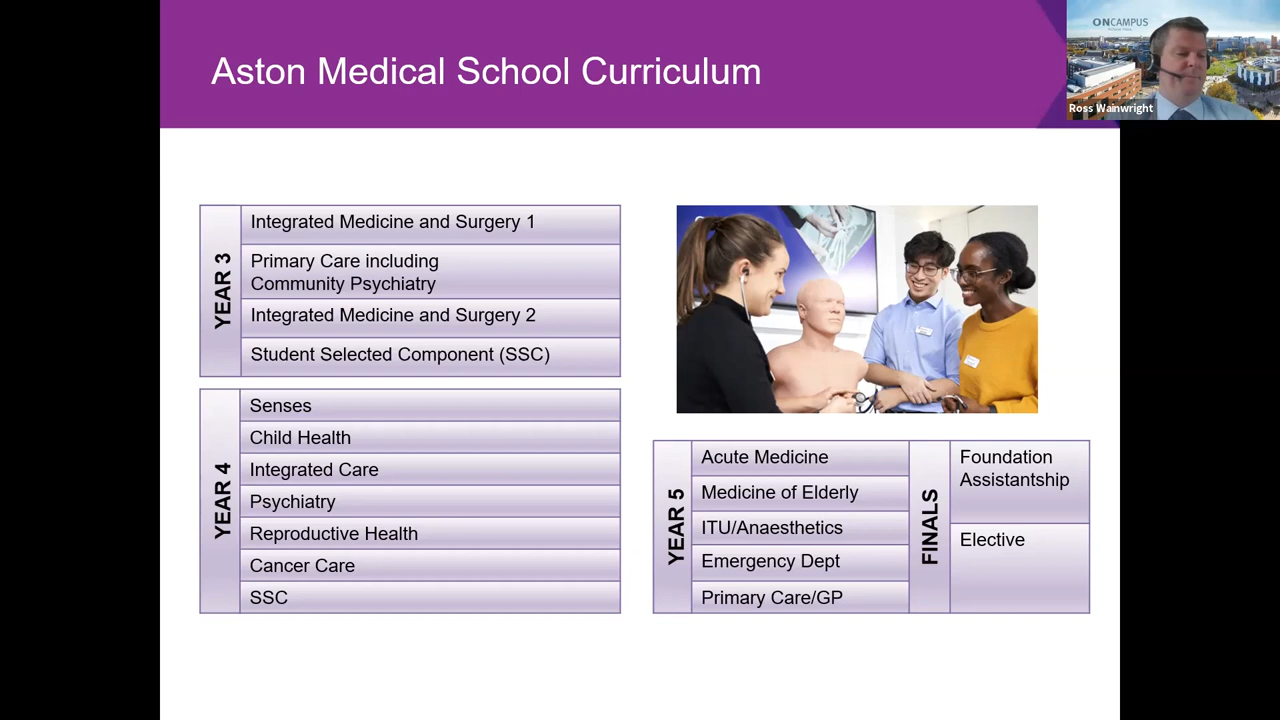 Aston Medical School Curriculum
ONCAMPUS
Ross Wainwright
YEAR 3
Integrated Medicine and Surgery 1
Primary Care including
Community Psychiatry
Integrated Medicine and Surgery 2
Student Selected Component (SSC)
YEAR 4
Senses
Child Health
Integrated Care
Psychiatry
Reproductive Health
Cancer Care
SSC
YEAR 5
Acute Medicine
Medicine of Elderly
ITU/Anaesthetics
Emergency Dept
Primary Care/GP
FINALS
Foundation
Assistantship
Elective